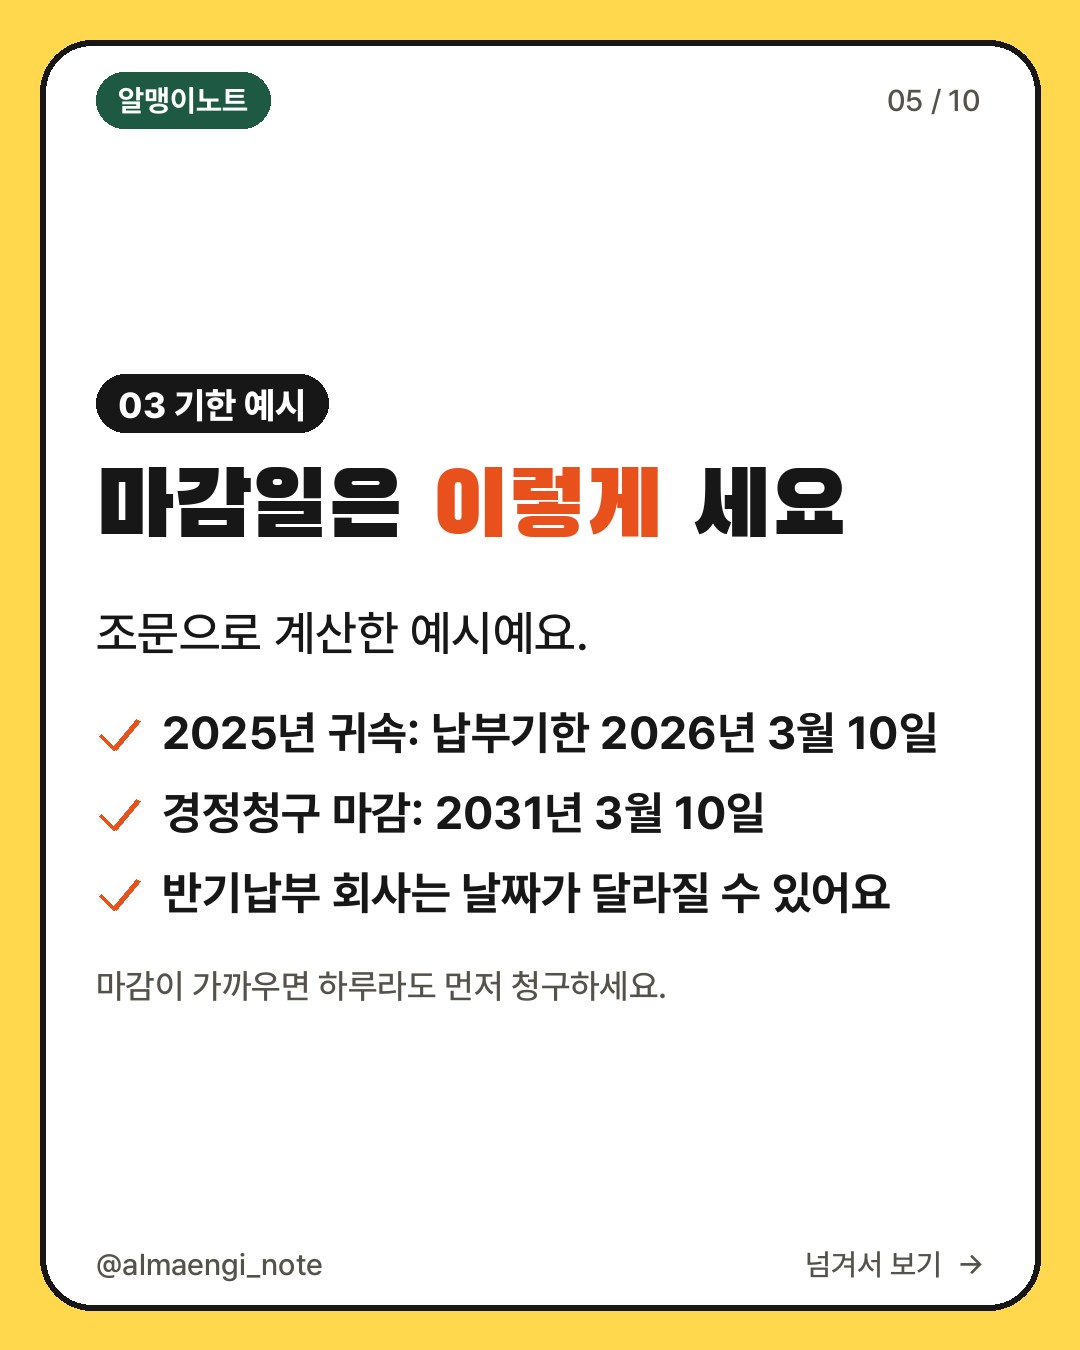 알맹이노트
05 / 10
03 기한 예시
마감일은 이렇게 세요
조문으로 계산한 예시예요.
2025년 귀속: 납부기한 2026년 3월 10일
경정청구 마감: 2031년 3월 10일
반기납부 회사는 날짜가 달라질 수 있어요
마감이 가까우면 하루라도 먼저 청구하세요.
@almaengi_note
넘겨서 보기 →